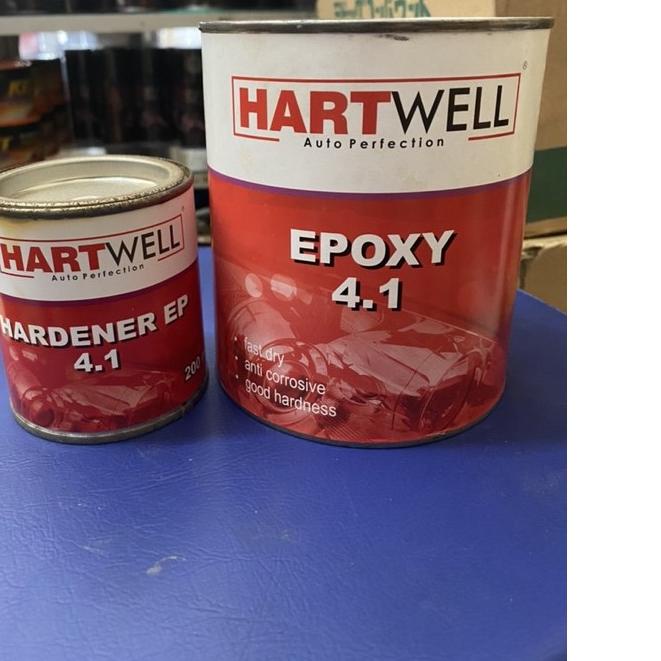 HARTWELL
®
Auto Perfection
EPOXY
4.1
• fast dry
• anti corrosive
• good hardness
HARTWELL
Auto Perfection
HARDENER EP
4.1
200